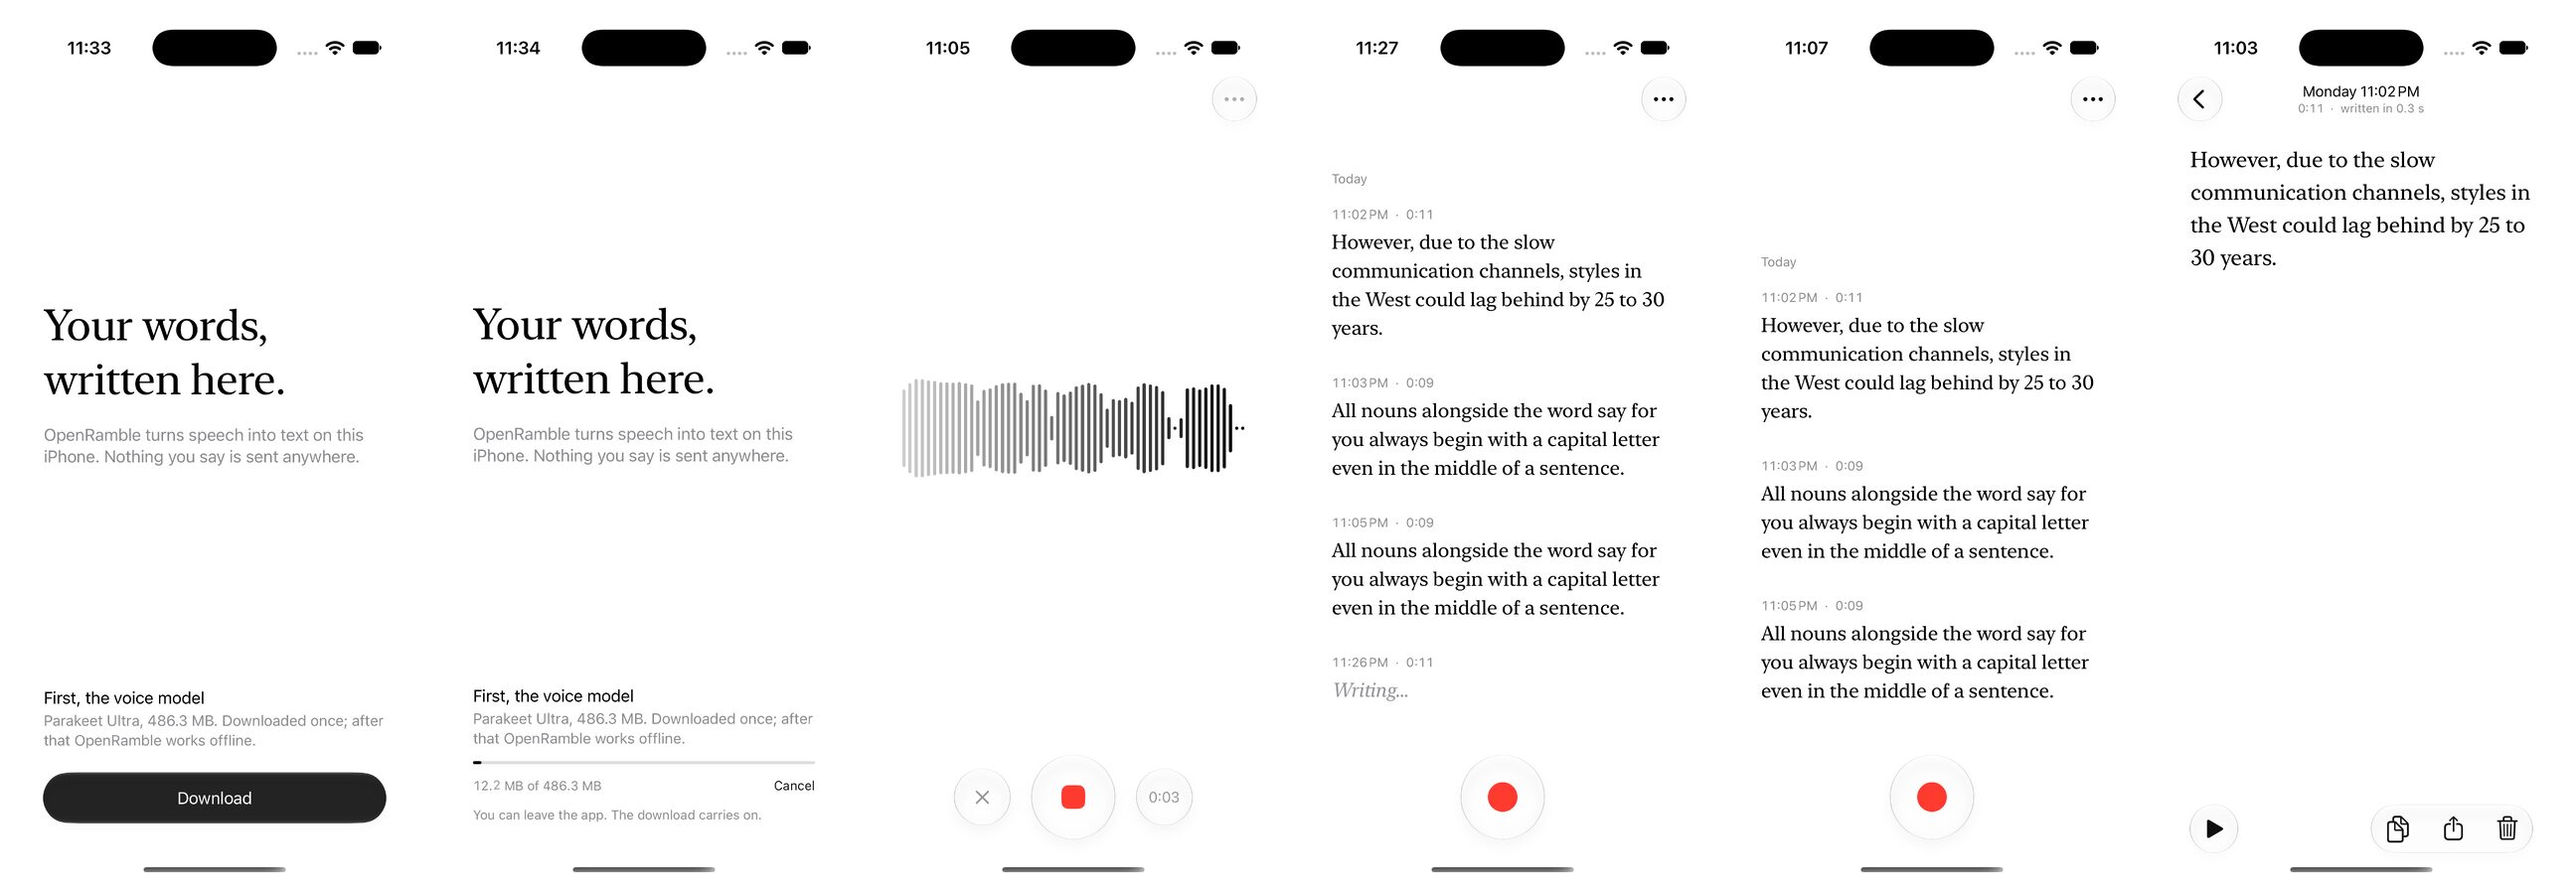 11:33
Your words,
written here.
OpenRamble turns speech into text on this
iPhone. Nothing you say is sent anywhere.
First, the voice model
Parakeet Ultra, 486.3 MB. Downloaded once; after
that OpenRamble works offline.
Download
11:34
Your words,
written here.
OpenRamble turns speech into text on this
iPhone. Nothing you say is sent anywhere.
First, the voice model
Parakeet Ultra, 486.3 MB. Downloaded once; after
that OpenRamble works offline.
12.2 MB of 486.3 MB
Cancel
You can leave the app. The download carries on.
11:05
0:03
11:27
Today
11:02 PM · 0:11
However, due to the slow
communication channels, styles in
the West could lag behind by 25 to 30
years.
11:03 PM · 0:09
All nouns alongside the word say for
you always begin with a capital letter
even in the middle of a sentence.
11:05 PM · 0:09
All nouns alongside the word say for
you always begin with a capital letter
even in the middle of a sentence.
11:26 PM · 0:11
Writing...
11:07
Today
11:02 PM · 0:11
However, due to the slow
communication channels, styles in
the West could lag behind by 25 to 30
years.
11:03 PM · 0:09
All nouns alongside the word say for
you always begin with a capital letter
even in the middle of a sentence.
11:05 PM · 0:09
All nouns alongside the word say for
you always begin with a capital letter
even in the middle of a sentence.
11:03
Monday 11:02 PM
0:11 · written in 0.3 s
However, due to the slow
communication channels, styles in
the West could lag behind by 25 to
30 years.